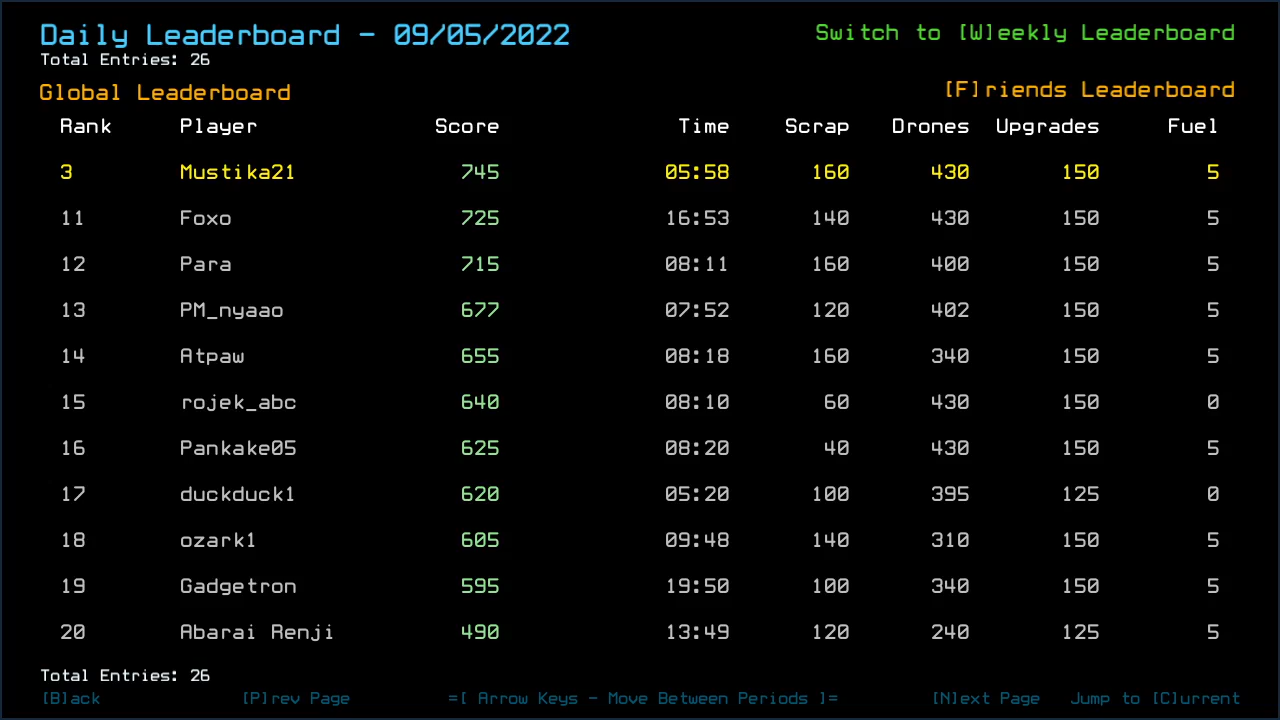 Daily Leaderboard - 09/05/2022 Switch to [W]eekly Leaderboard
Total Entries: 26
Global Leaderboard [F]riends Leaderboard
Rank Player Score Time Scrap Drones Upgrades Fuel
3 Mustika21 745 05:58 160 430 150 5
11 Foxo 725 16:53 140 430 150 5
12 Para 715 08:11 160 400 150 5
13 PM_nyaao 677 07:52 120 402 150 5
14 Atpaw 655 08:18 160 340 150 5
15 rojek_abc 640 08:10 60 430 150 0
16 Pankake05 625 08:20 40 430 150 5
17 duckduck1 620 05:20 100 395 125 0
18 ozark1 605 09:48 140 310 150 5
19 Gadgetron 595 19:50 100 340 150 5
20 Abarai Renji 490 13:49 120 240 125 5
Total Entries: 26
[B]ack [P]rev Page =[ Arrow Keys - Move Between Periods ]= [N]ext Page Jump to [C]urrent